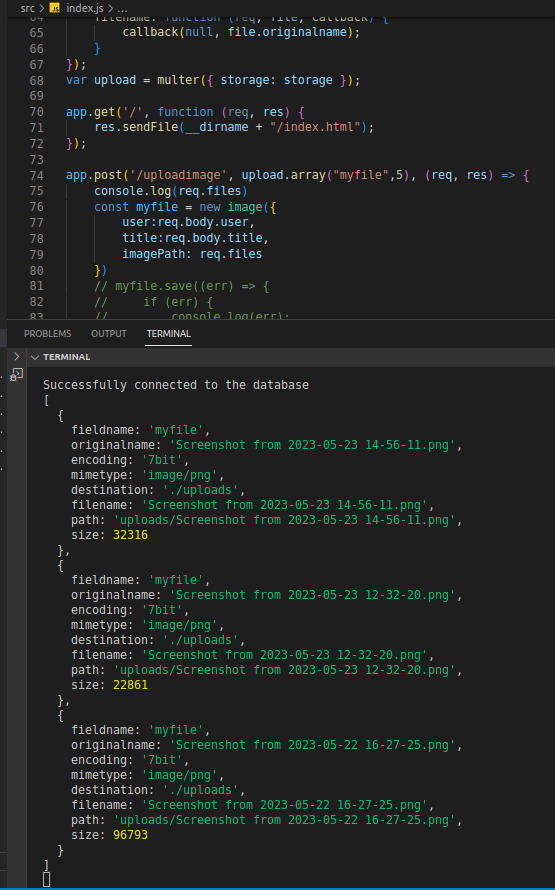 src > JS index.js > ...
64 filename: function (req, file, callback) {
65 callback(null, file.originalname);
66 }
67 });
68 var upload = multer({ storage: storage });
69
70 app.get('/', function (req, res) {
71 res.sendFile(__dirname + "/index.html");
72 });
73
74 app.post('/uploadimage', upload.array("myfile",5), (req, res) => {
75 console.log(req.files)
76 const myfile = new image({
77 user:req.body.user,
78 title:req.body.title,
79 imagePath: req.files
80 })
81 // myfile.save((err) => {
82 // if (err) {
83 // console.log(err);
PROBLEMS OUTPUT TERMINAL
TERMINAL
Successfully connected to the database
[
{
fieldname: 'myfile',
originalname: 'Screenshot from 2023-05-23 14-56-11.png',
encoding: '7bit',
mimetype: 'image/png',
destination: './uploads',
filename: 'Screenshot from 2023-05-23 14-56-11.png',
path: 'uploads/Screenshot from 2023-05-23 14-56-11.png',
size: 32316
},
{
fieldname: 'myfile',
originalname: 'Screenshot from 2023-05-23 12-32-20.png',
encoding: '7bit',
mimetype: 'image/png',
destination: './uploads',
filename: 'Screenshot from 2023-05-23 12-32-20.png',
path: 'uploads/Screenshot from 2023-05-23 12-32-20.png',
size: 22861
},
{
fieldname: 'myfile',
originalname: 'Screenshot from 2023-05-22 16-27-25.png',
encoding: '7bit',
mimetype: 'image/png',
destination: './uploads',
filename: 'Screenshot from 2023-05-22 16-27-25.png',
path: 'uploads/Screenshot from 2023-05-22 16-27-25.png',
size: 96793
}
]